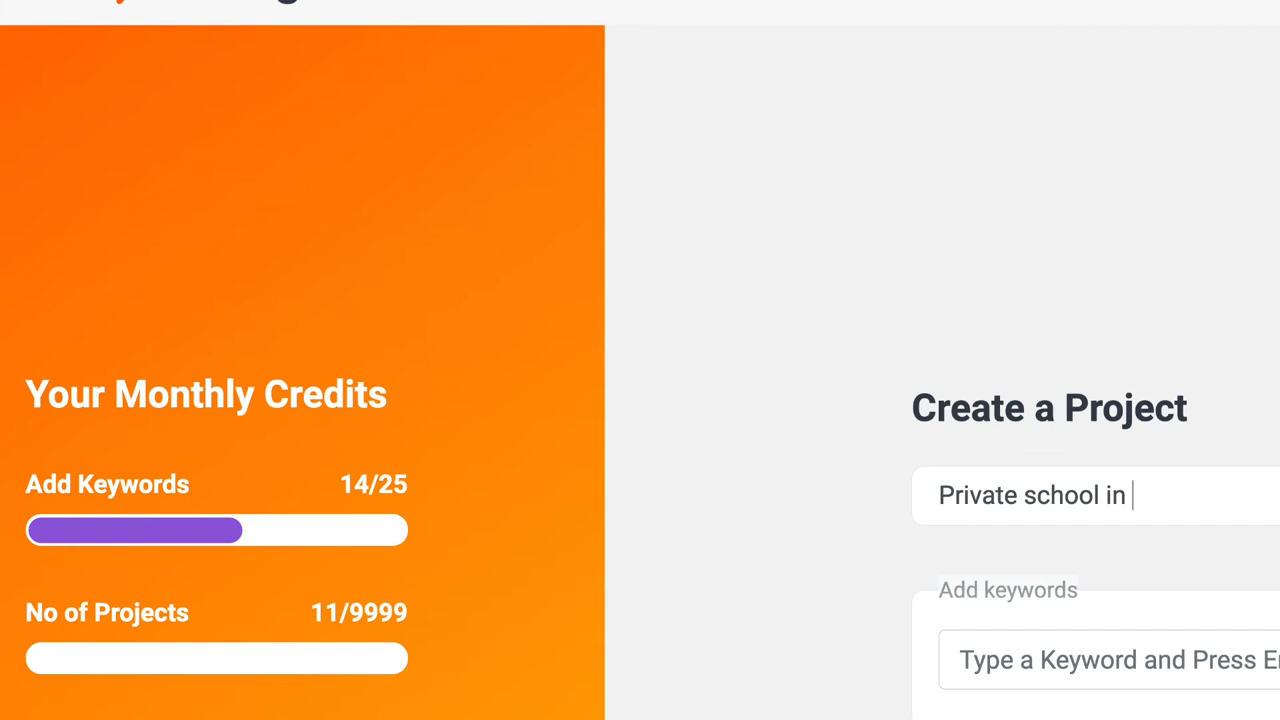 Your Monthly Credits
Add Keywords 14/25
No of Projects 11/9999
Create a Project
Private school in
Add keywords
Type a Keyword and Press